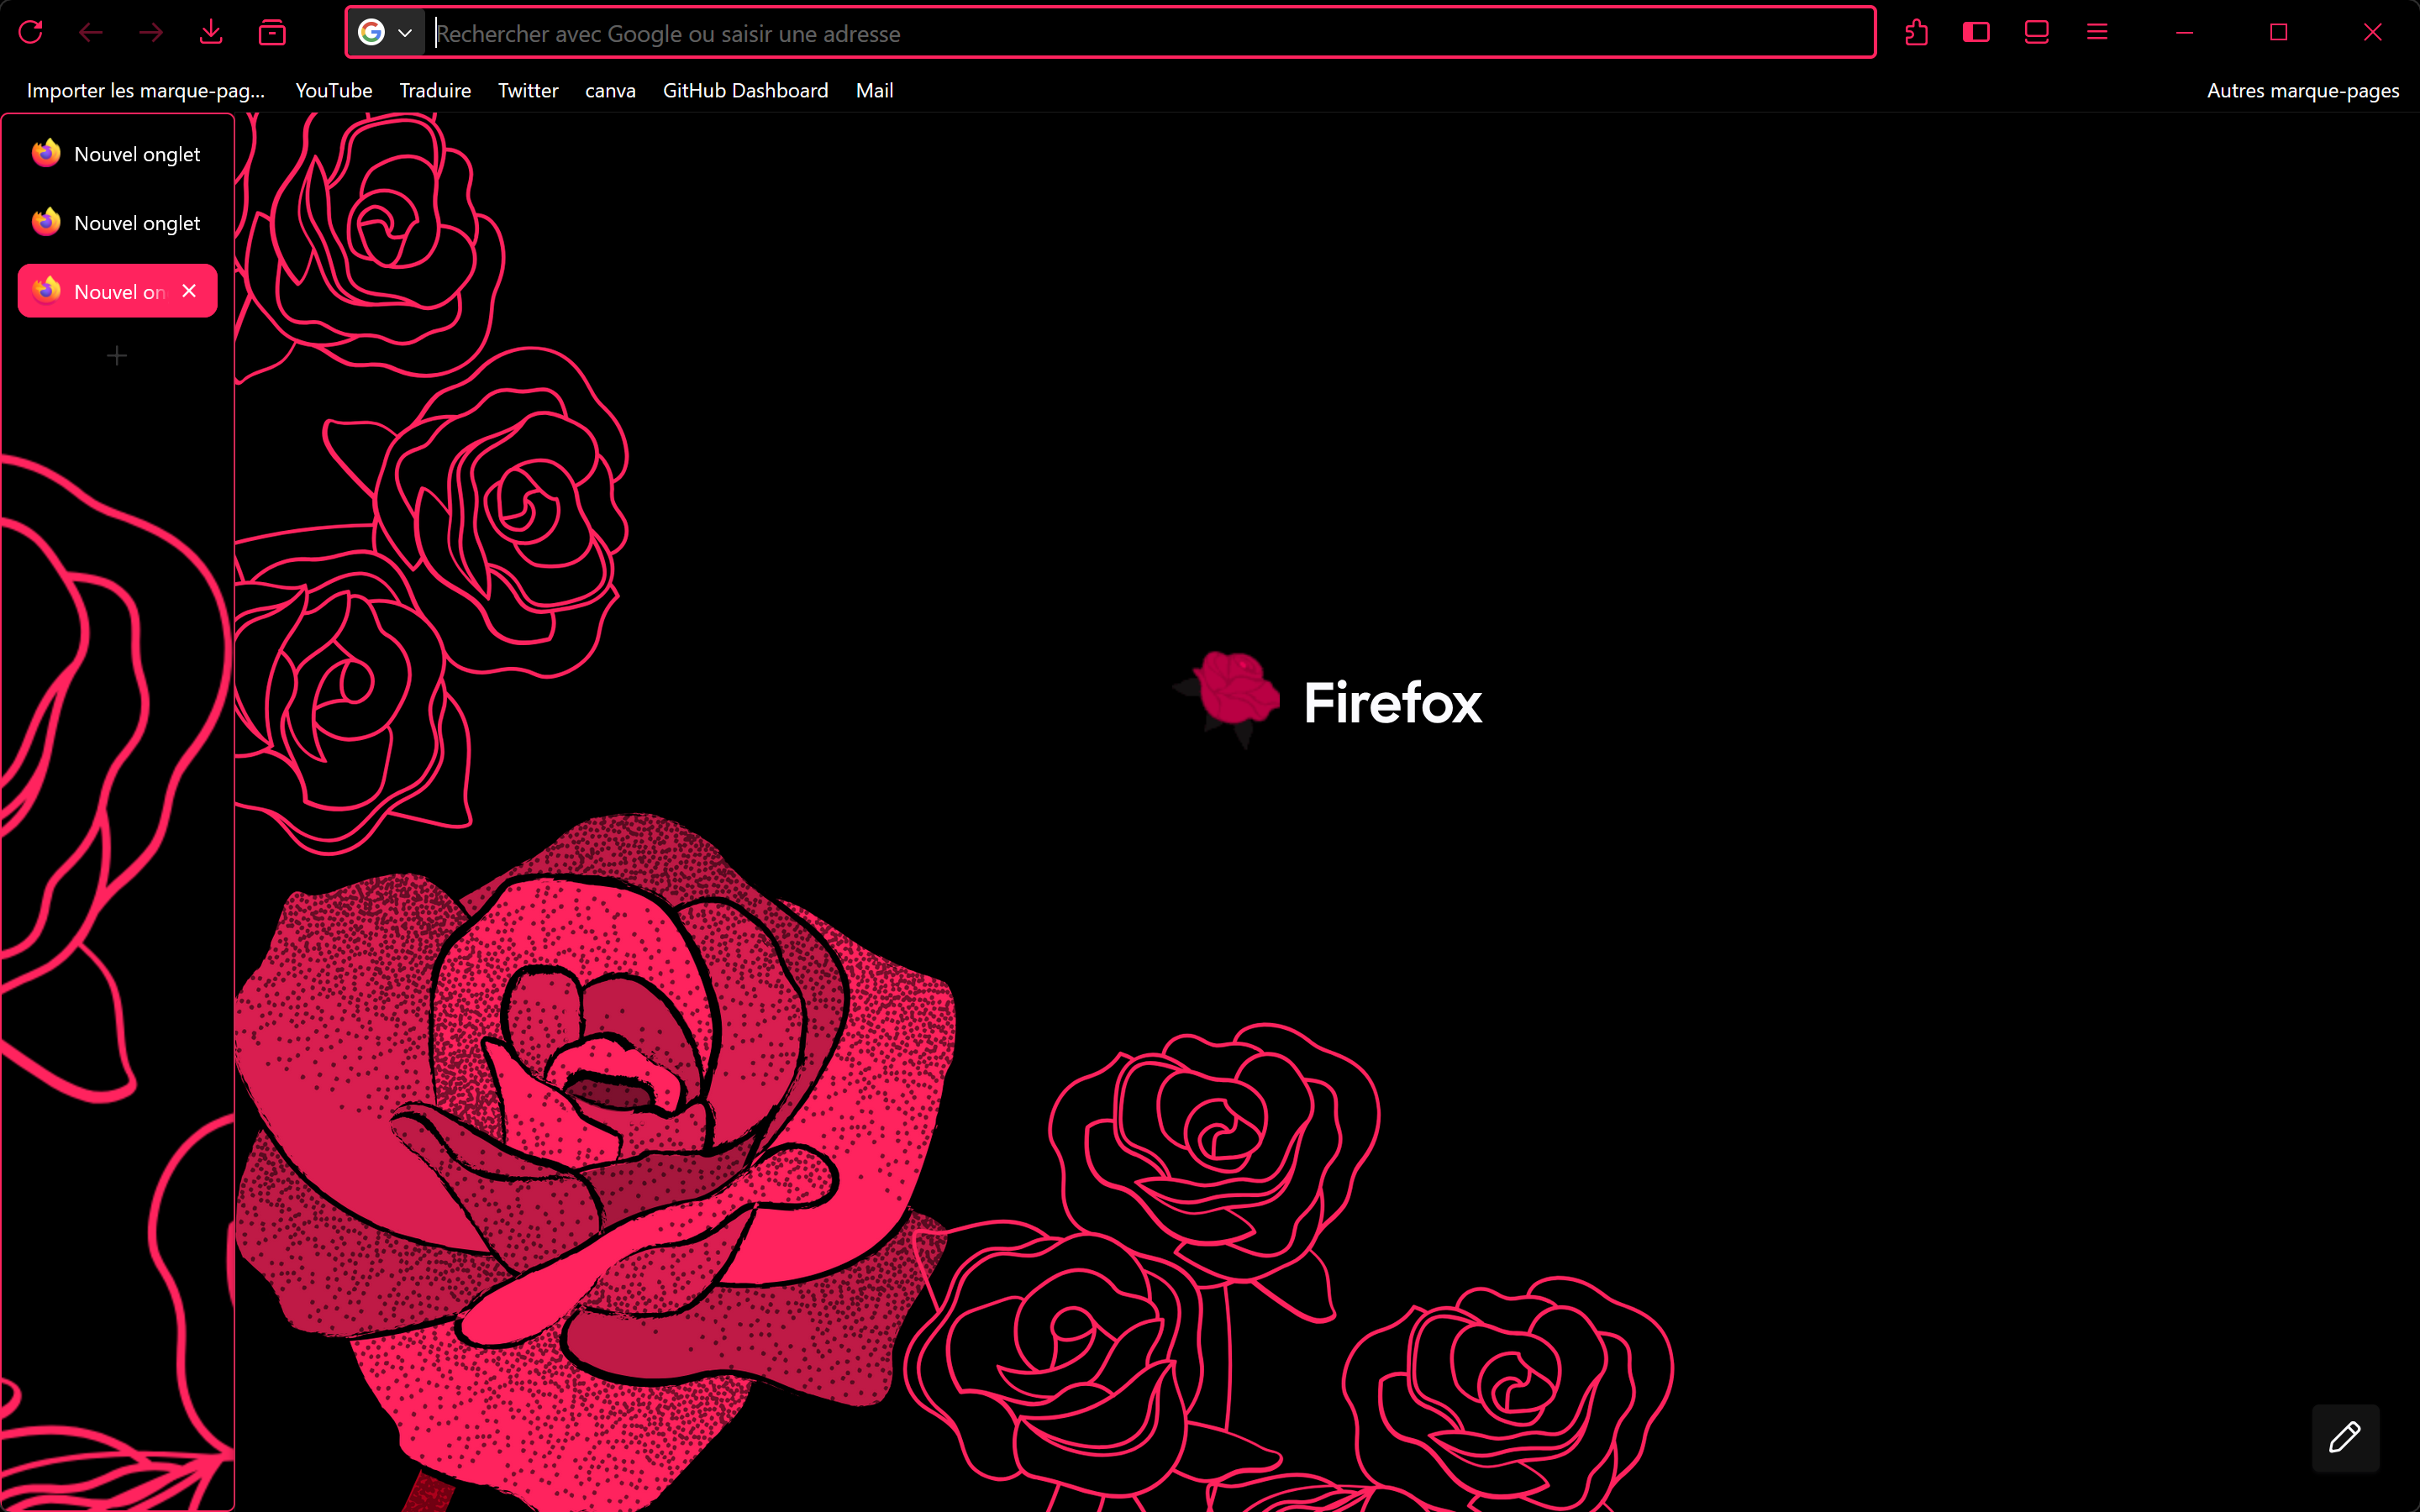 Rechercher avec Google ou saisir une adresse
Importer les marque-pag... YouTube Traduire Twitter canva GitHub Dashboard Mail Autres marque-pages
Nouvel onglet
Nouvel onglet
Nouvel on
Firefox